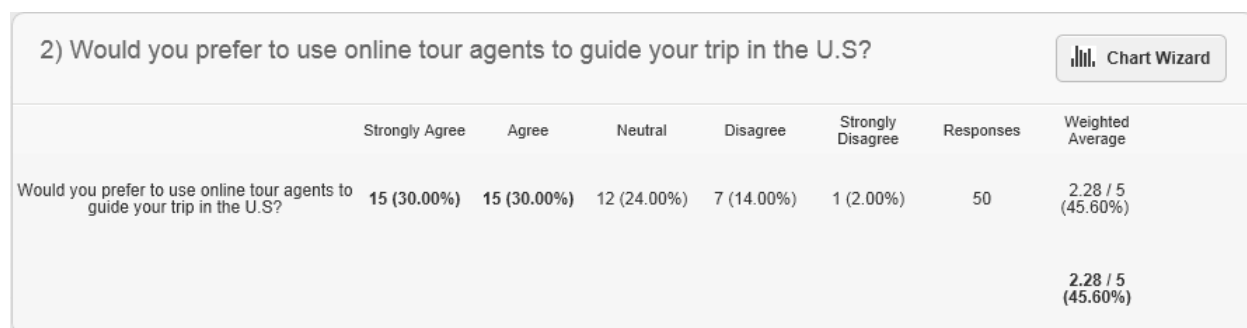 2) Would you prefer to use online tour agents to guide your trip in the U.S?
Chart Wizard
Strongly Agree Agree Neutral Disagree Strongly Disagree Responses Weighted Average
Would you prefer to use online tour agents to
guide your trip in the U.S?
15 (30.00%) 15 (30.00%) 12 (24.00%) 7 (14.00%) 1 (2.00%) 50
2.28 / 5
(45.60%)
2.28 / 5
(45.60%)